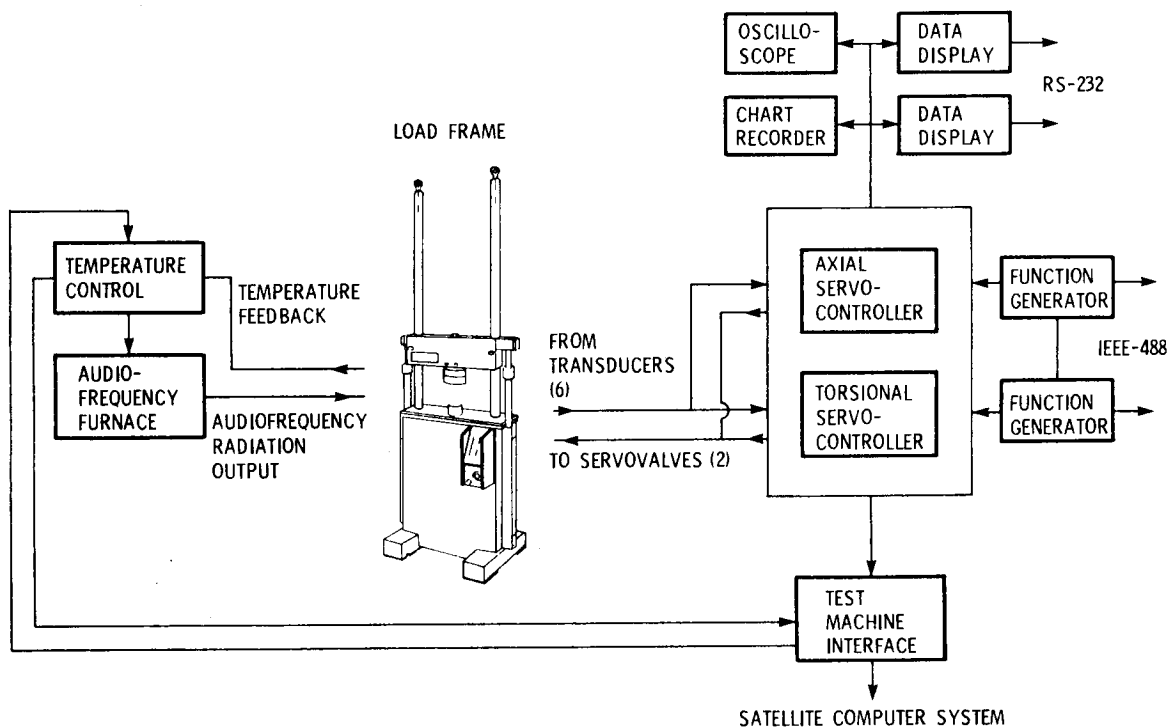 OSCILLO-
SCOPE
DATA
DISPLAY
RS-232
CHART
RECORDER
DATA
DISPLAY
LOAD FRAME
TEMPERATURE
CONTROL
TEMPERATURE
FEEDBACK
AUDIO-
FREQUENCY
FURNACE
AUDIOFREQUENCY
RADIATION
OUTPUT
FROM
TRANSDUCERS
(6)
TO SERVOVALVES (2)
AXIAL
SERVO-
CONTROLLER
TORSIONAL
SERVO-
CONTROLLER
FUNCTION
GENERATOR
IEEE-488
FUNCTION
GENERATOR
TEST
MACHINE
INTERFACE
SATELLITE COMPUTER SYSTEM